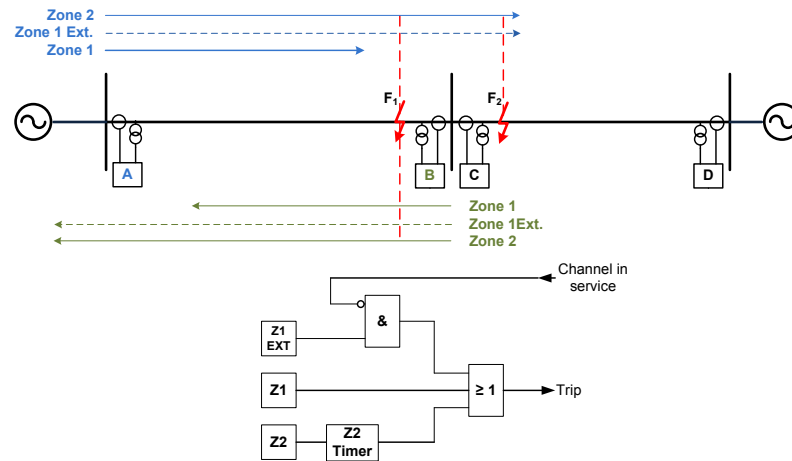 Zone 2
Zone 1 Ext.
Zone 1
F1
F2
A
B
C
D
Zone 1
Zone 1Ext.
Zone 2
Channel in
service
&
Z1
EXT
Z1
≥ 1
Trip
Z2
Z2
Timer